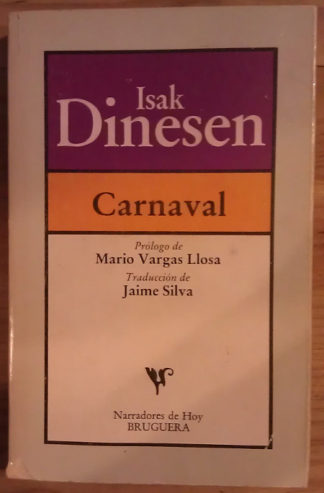 Isak
Dinesen
Carnaval
Prólogo de
Mario Vargas Llosa
Traducción de
Jaime Silva
Narradores de Hoy
BRUGUERA